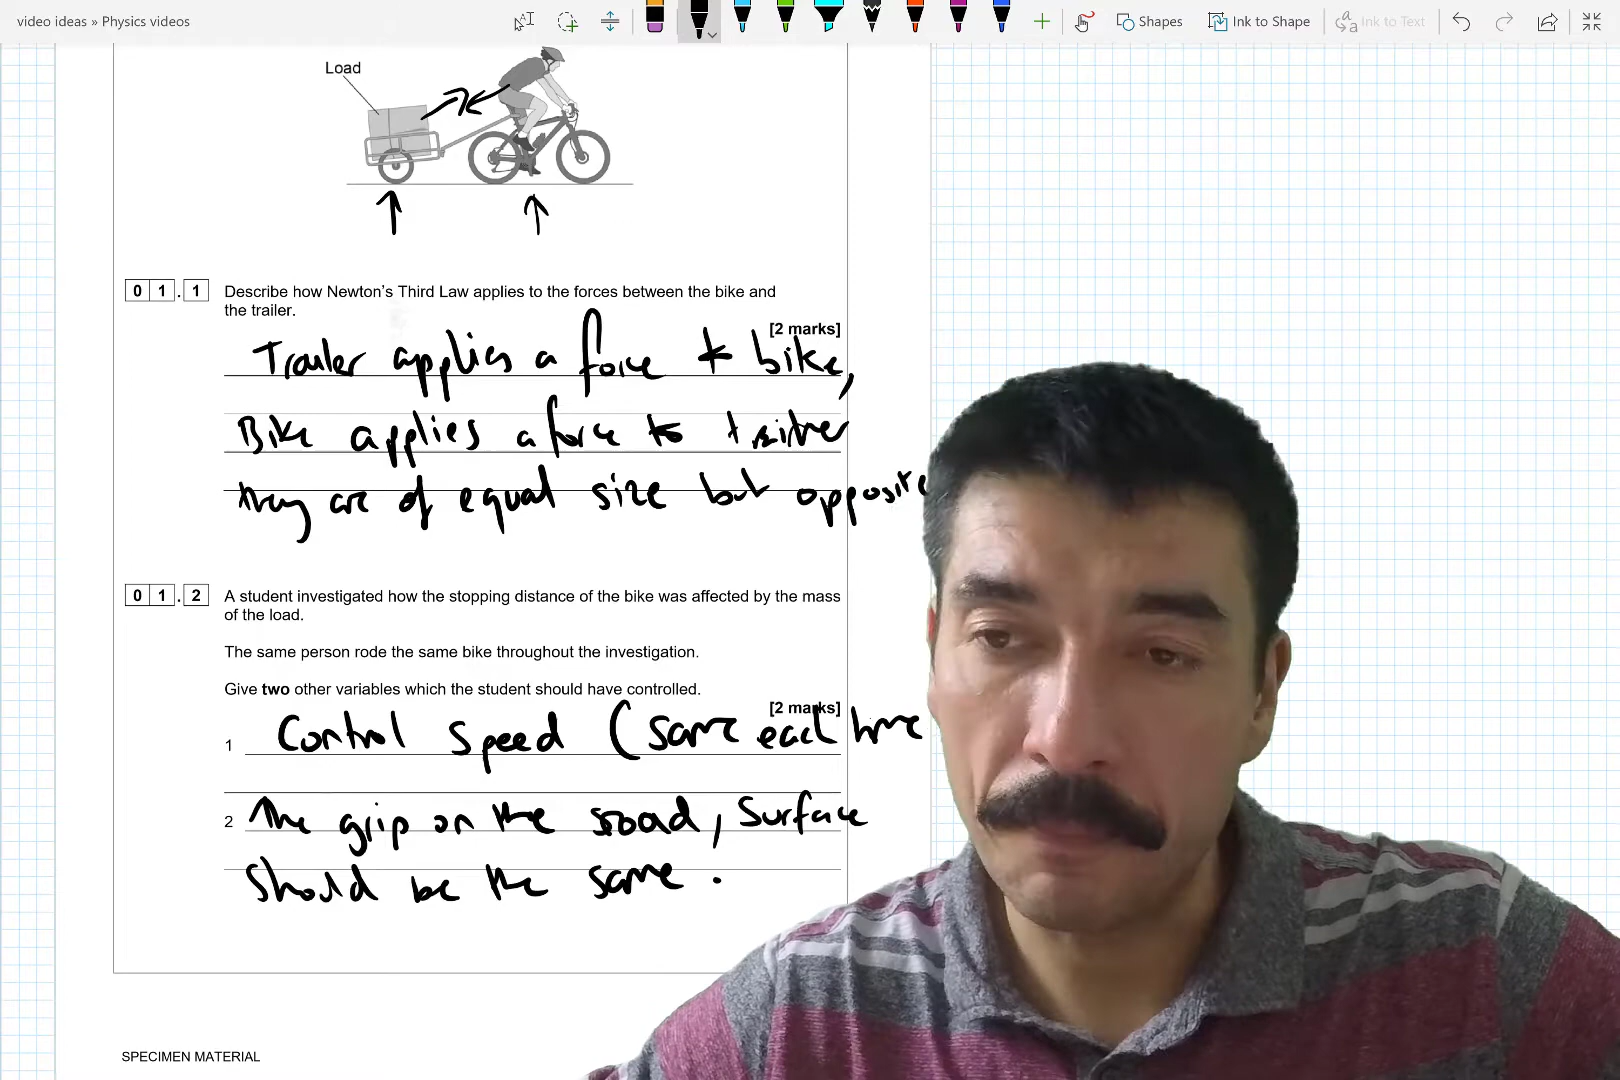 video ideas » Physics videos
Shapes
Ink to Shape
Ink to Text
Load
0 1 . 1 Describe how Newton's Third Law applies to the forces between the bike and
the trailer.
[2 marks]
Trailer applies a force to bike,
Bike applies a force to trailer
they are of equal size but opposite
0 1 . 2 A student investigated how the stopping distance of the bike was affected by the mass
of the load.
The same person rode the same bike throughout the investigation.
Give two other variables which the student should have controlled.
[2 marks]
1 Control speed (same each time
2 The grip on the road, surface
should be the same.
SPECIMEN MATERIAL